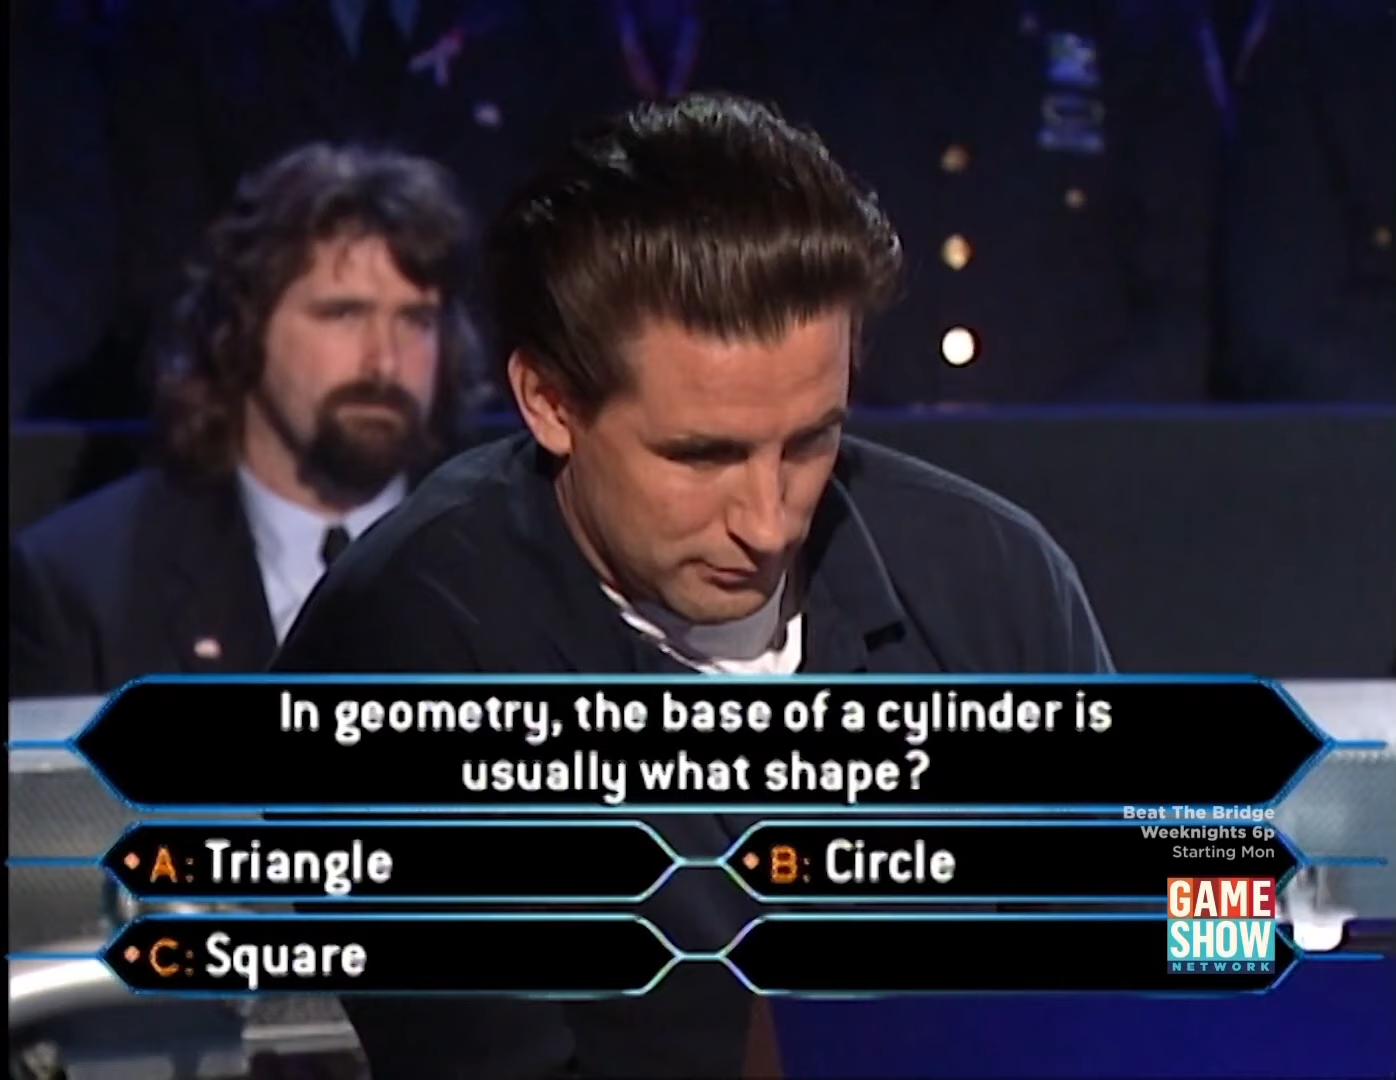 In geometry, the base of a cylinder is
usually what shape?
A: Triangle
B: Circle
C: Square
Beat The Bridge
Weeknights 6p
Starting Mon
GAME
SHOW
NETWORK